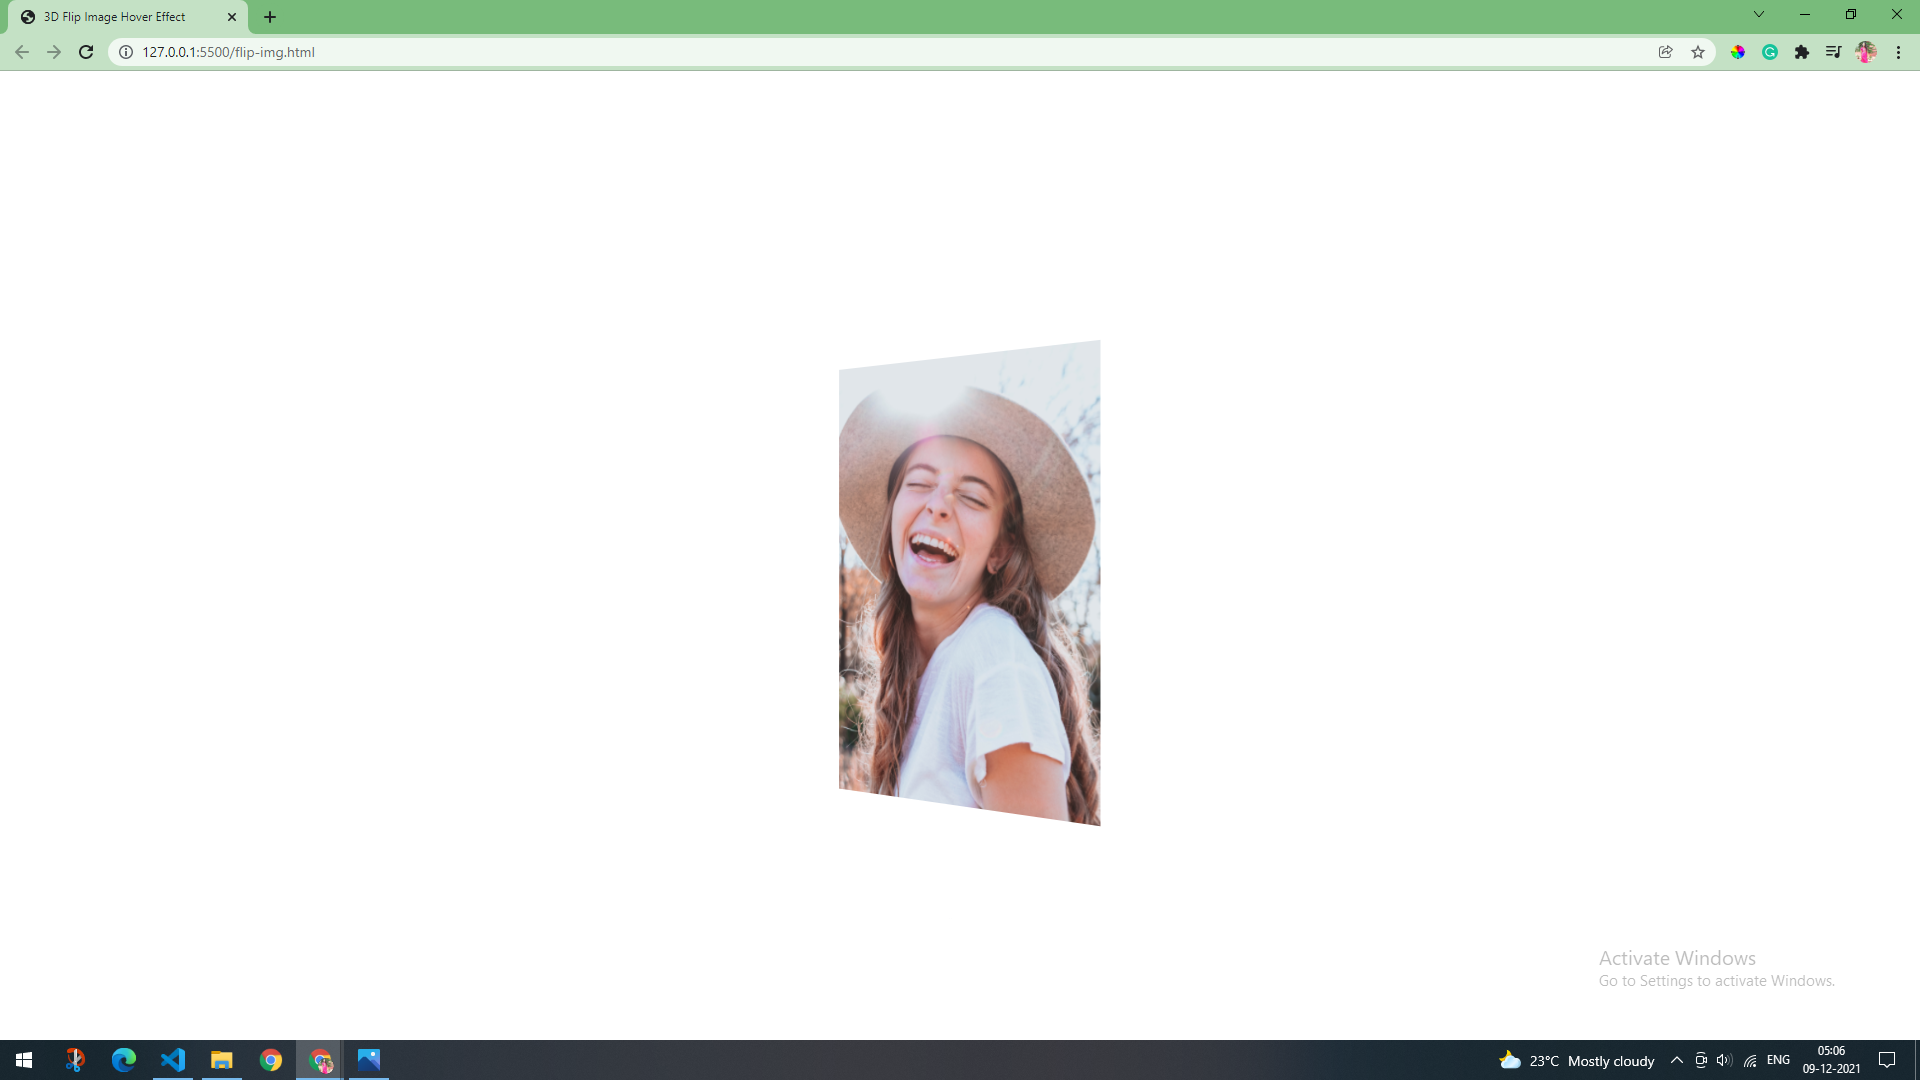 3D Flip Image Hover Effect
127.0.0.1:5500/flip-img.html
Activate Windows
Go to Settings to activate Windows.
23°C Mostly cloudy
ENG
05:06
09-12-2021